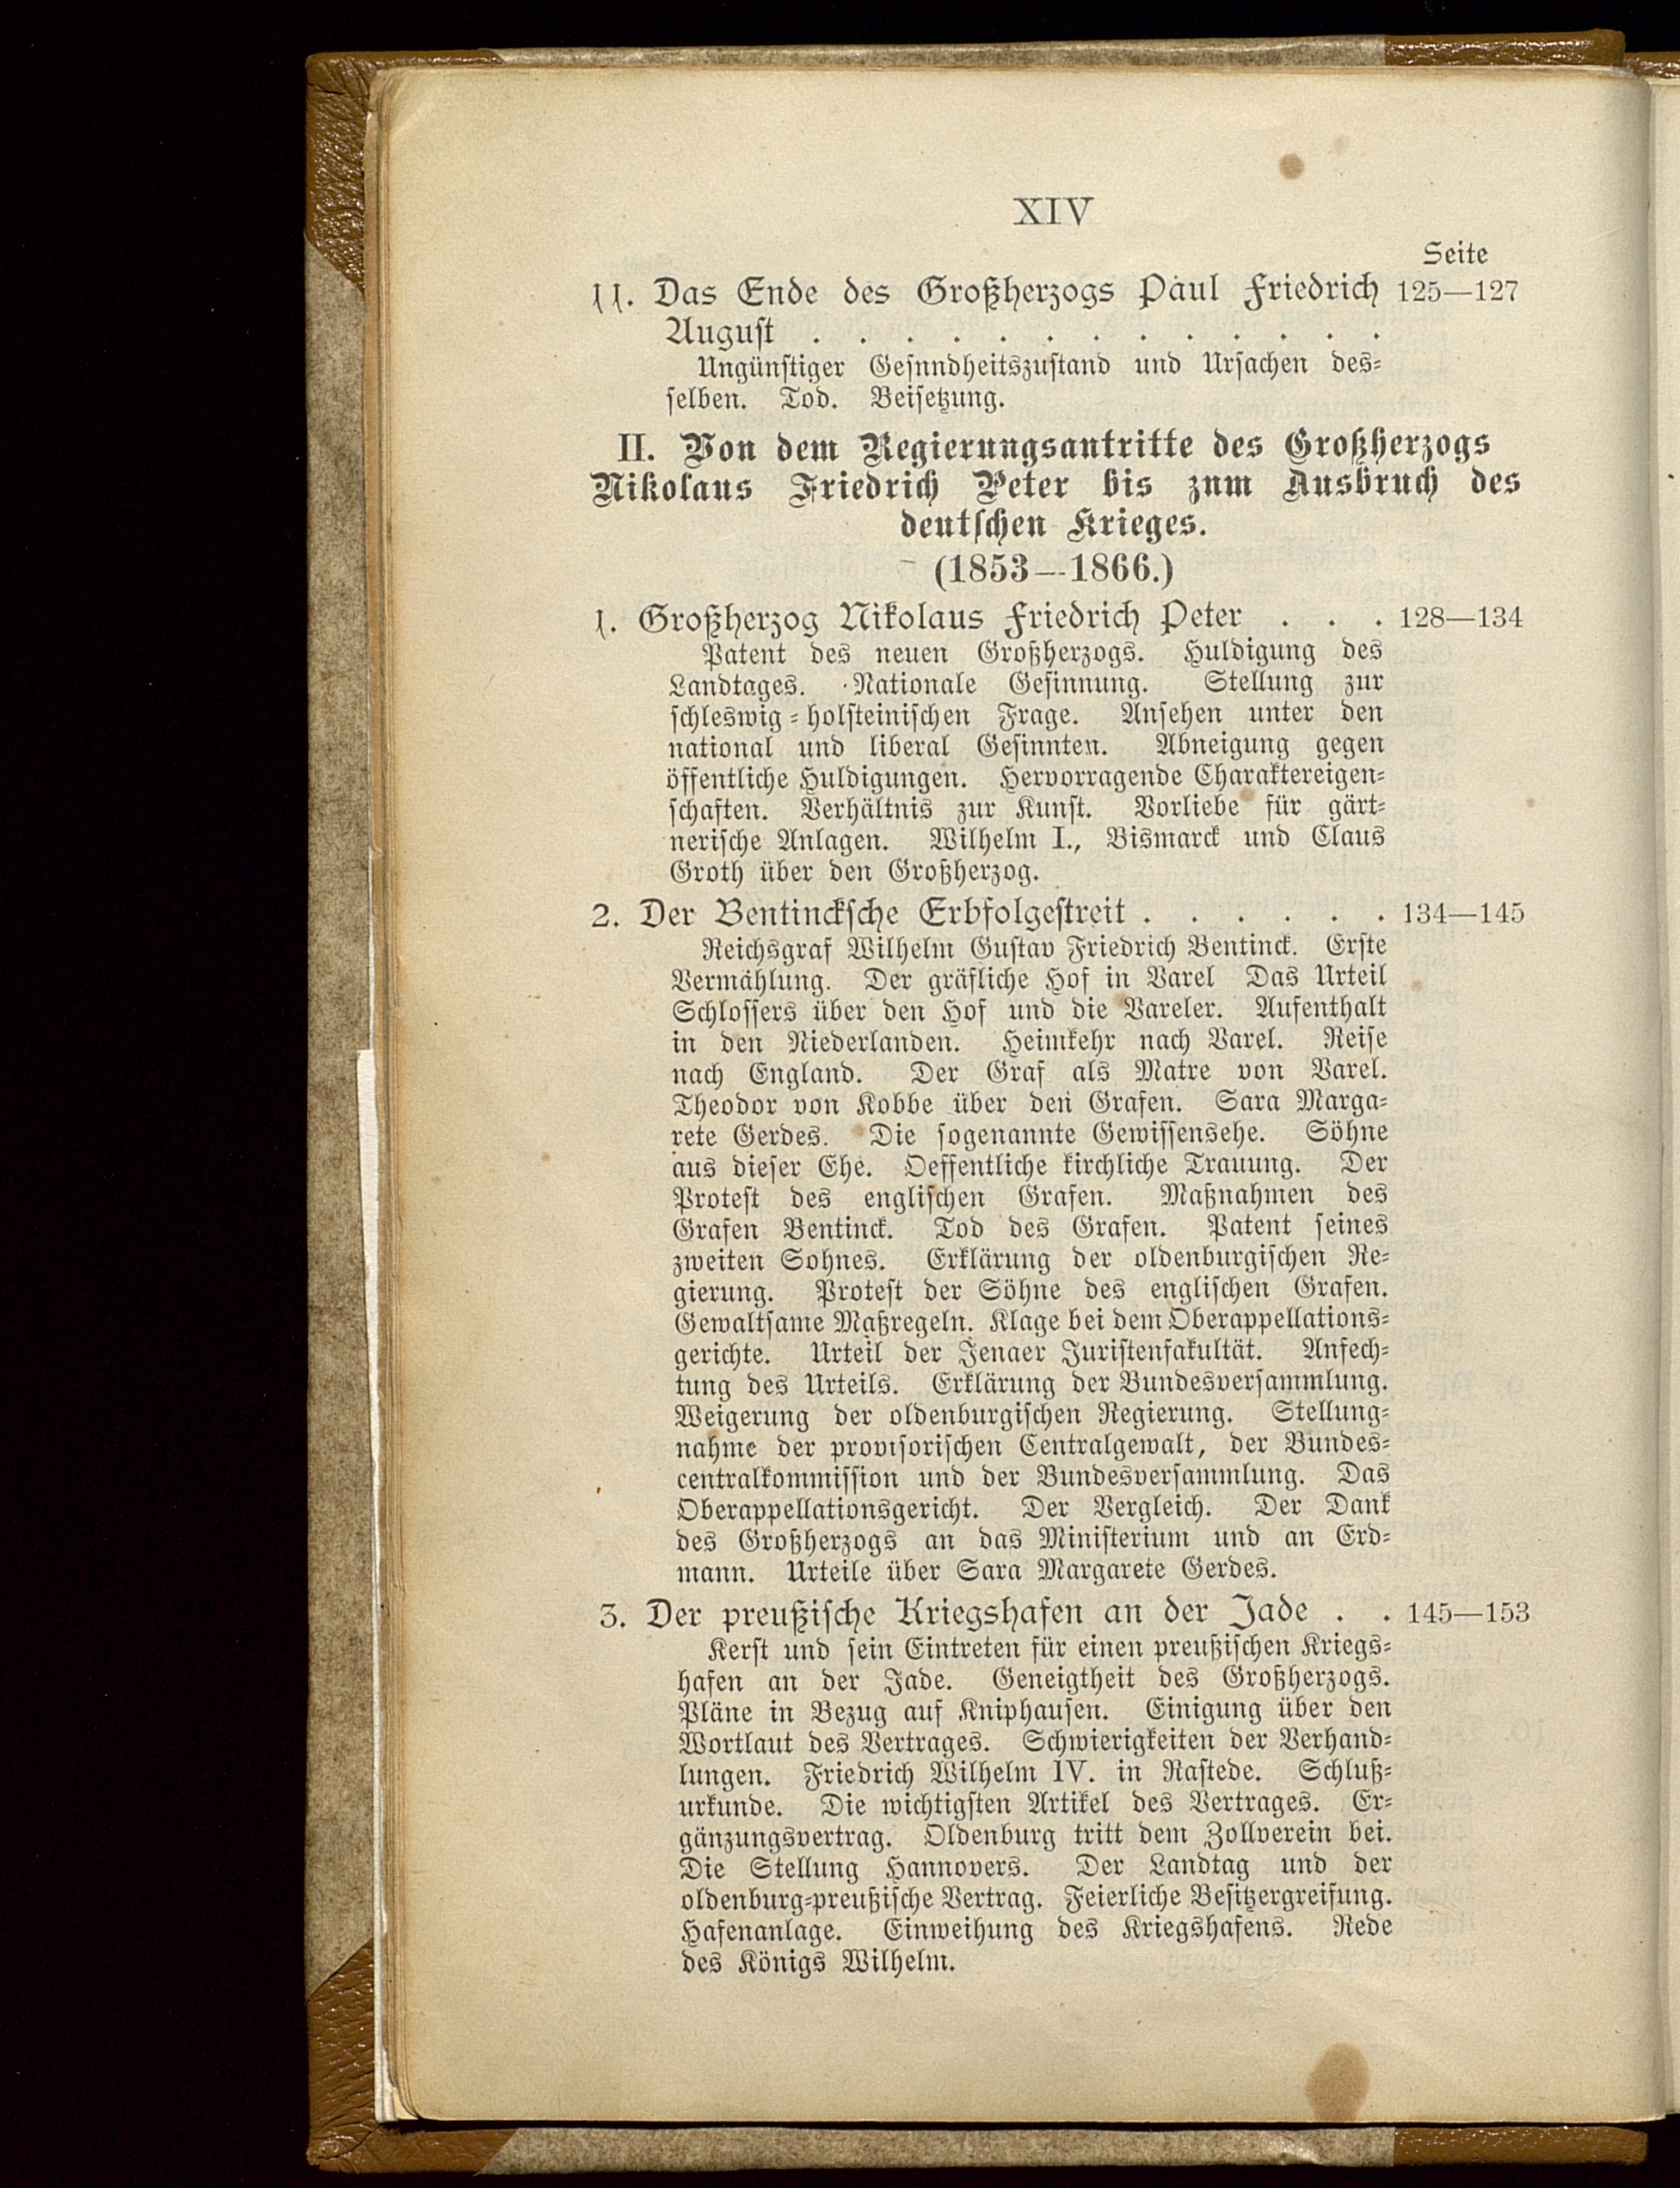 XIV
Seite
11. Das Ende des Großherzogs Paul Friedrich 125—127
August . . . . . . . . . . . . .
Ungünstiger Gesnndheitszustand und Ursachen des-
selben. Tod. Beisetzung.
II. Von dem Regierungsantritte des Großherzogs
Nikolaus Friedrich Peter bis zum Ausbruch des
deutschen Krieges.
(1853—1866.)
1. Großherzog Nikolaus Friedrich Peter . . . 128—134
Patent des neuen Großherzogs. Huldigung des
Landtages. Nationale Gesinnung. Stellung zur
schleswig-holsteinischen Frage. Ansehen unter den
national und liberal Gesinnten. Abneigung gegen
öffentliche Huldigungen. Hervorragende Charaktereigen-
schaften. Verhältnis zur Kunst. Vorliebe für gärt-
nerische Anlagen. Wilhelm I., Bismarck und Claus
Groth über den Großherzog.
2. Der Bentincksche Erbfolgestreit . . . . . . 134—145
Reichsgraf Wilhelm Gustav Friedrich Bentinck. Erste
Vermählung. Der gräfliche Hof in Varel Das Urteil
Schlossers über den Hof und die Vareler. Aufenthalt
in den Niederlanden. Heimkehr nach Varel. Reise
nach England. Der Graf als Matre von Varel.
Theodor von Kobbe über den Grafen. Sara Marga-
rete Gerdes. Die sogenannte Gewissensehe. Söhne
aus dieser Ehe. Oeffentliche kirchliche Trauung. Der
Protest des englischen Grafen. Maßnahmen des
Grafen Bentinck. Tod des Grafen. Patent seines
zweiten Sohnes. Erklärung der oldenburgischen Re-
gierung. Protest der Söhne des englischen Grafen.
Gewaltsame Maßregeln. Klage bei dem Oberappellations-
gerichte. Urteil der Jenaer Juristenfakultät. Anfech-
tung des Urteils. Erklärung der Bundesversammlung.
Weigerung der oldenburgischen Regierung. Stellung-
nahme der provisorischen Centralgewalt, der Bundes-
centralkommission und der Bundesversammlung. Das
Oberappellationsgericht. Der Vergleich. Der Dank
des Großherzogs an das Ministerium und an Erd-
mann. Urteile über Sara Margarete Gerdes.
3. Der preußische Kriegshafen an der Jade . . 145—153
Kerst und sein Eintreten für einen preußischen Kriegs-
hafen an der Jade. Geneigtheit des Großherzogs.
Pläne in Bezug auf Kniphausen. Einigung über den
Wortlaut des Vertrages. Schwierigkeiten der Verhand-
lungen. Friedrich Wilhelm IV. in Rastede. Schluß-
urkunde. Die wichtigsten Artikel des Vertrages. Er-
gänzungsvertrag. Oldenburg tritt dem Zollverein bei.
Die Stellung Hannovers. Der Landtag und der
oldenburg-preußische Vertrag. Feierliche Besitzergreifung.
Hafenanlage. Einweihung des Kriegshafens. Rede
des Königs Wilhelm.